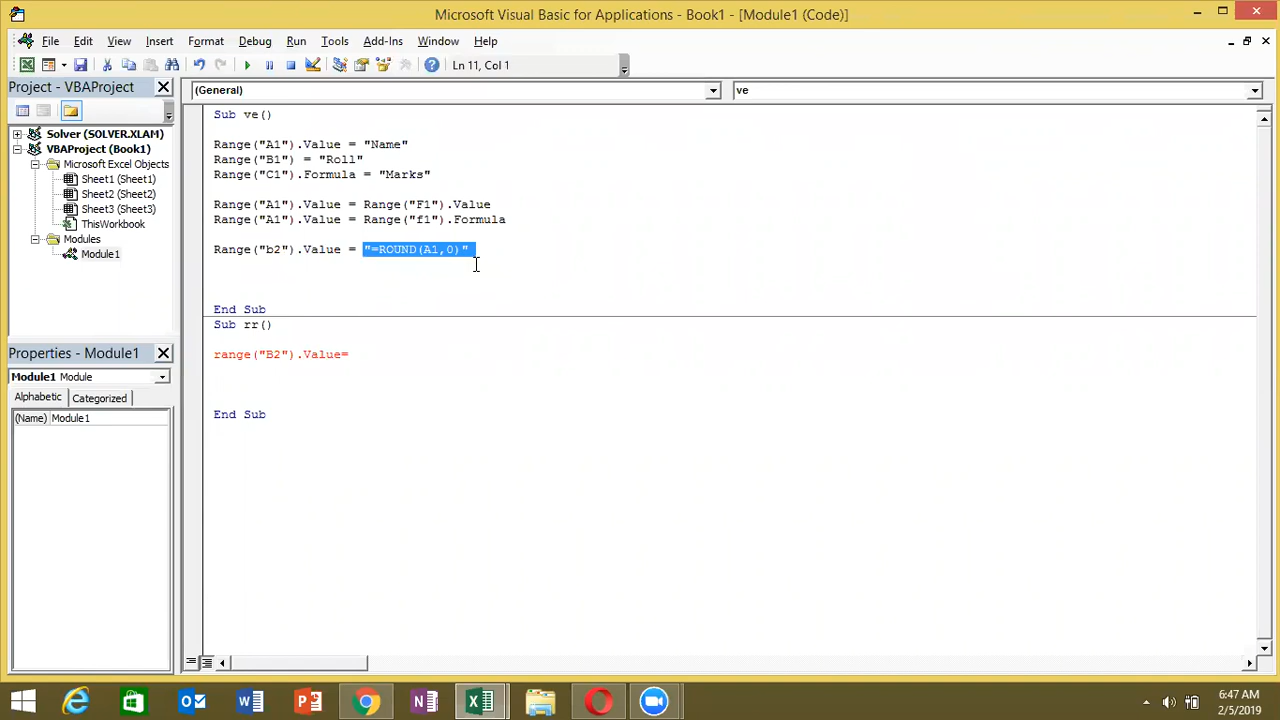 Microsoft Visual Basic for Applications - Book1 - [Module1 (Code)]
File Edit View Insert Format Debug Run Tools Add-Ins Window Help
Ln 11, Col 1
Project - VBAProject
(General)
ve
Solver (SOLVER.XLAM)
VBAProject (Book1)
Microsoft Excel Objects
Sheet1 (Sheet1)
Sheet2 (Sheet2)
Sheet3 (Sheet3)
ThisWorkbook
Modules
Module1
Properties - Module1
Module1 Module
Alphabetic Categorized
(Name) Module1
Sub ve()
Range("A1").Value = "Name"
Range("B1") = "Roll"
Range("C1").Formula = "Marks"
Range("A1").Value = Range("F1").Value
Range("A1").Value = Range("f1").Formula
Range("b2").Value = "=ROUND(A1,0)"
End Sub
Sub rr()
range("B2").Value=
End Sub
6:47 AM
2/5/2019